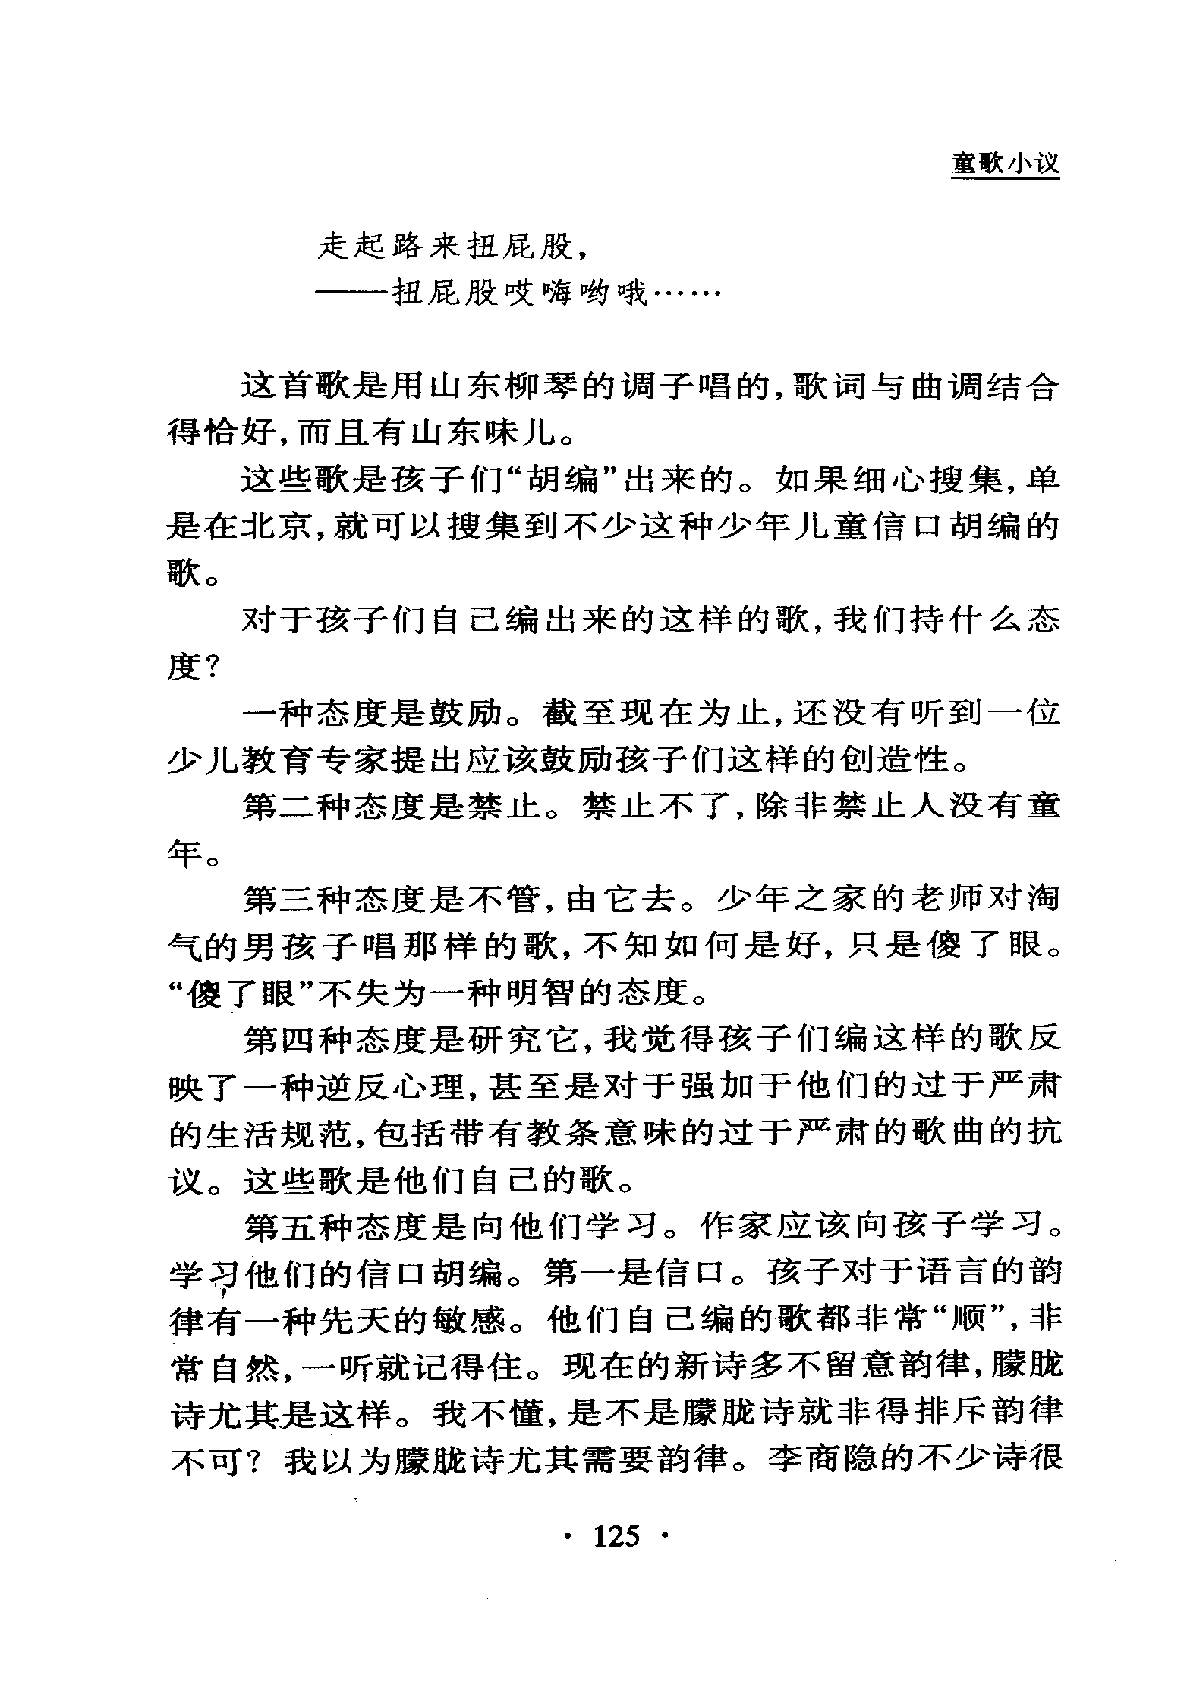 童歌小议
走起路来扭屁股，
——扭屁股哎嗨哟哦……
这首歌是用山东柳琴的调子唱的，歌词与曲调结合
得恰好，而且有山东味儿。
这些歌是孩子们“胡编”出来的。如果细心搜集，单
是在北京，就可以搜集到不少这种少年儿童信口胡编的
歌。
对于孩子们自己编出来的这样的歌，我们持什么态
度？
一种态度是鼓励。截至现在为止，还没有听到一位
少儿教育专家提出应该鼓励孩子们这样的创造性。
第二种态度是禁止。禁止不了，除非禁止人没有童
年。
第三种态度是不管，由它去。少年之家的老师对淘
气的男孩子唱那样的歌，不知如何是好，只是傻了眼。
“傻了眼”不失为一种明智的态度。
第四种态度是研究它，我觉得孩子们编这样的歌反
映了一种逆反心理，甚至是对于强加于他们的过于严肃
的生活规范，包括带有教条意味的过于严肃的歌曲的抗
议。这些歌是他们自己的歌。
第五种态度是向他们学习。作家应该向孩子学习。
学习他们的信口胡编。第一是信口。孩子对于语言的韵
律有一种先天的敏感。他们自己编的歌都非常“顺”，非
常自然，一听就记得住。现在的新诗多不留意韵律，朦胧
诗尤其是这样。我不懂，是不是朦胧诗就非得排斥韵律
不可？我以为朦胧诗尤其需要韵律。李商隐的不少诗很
· 125 ·